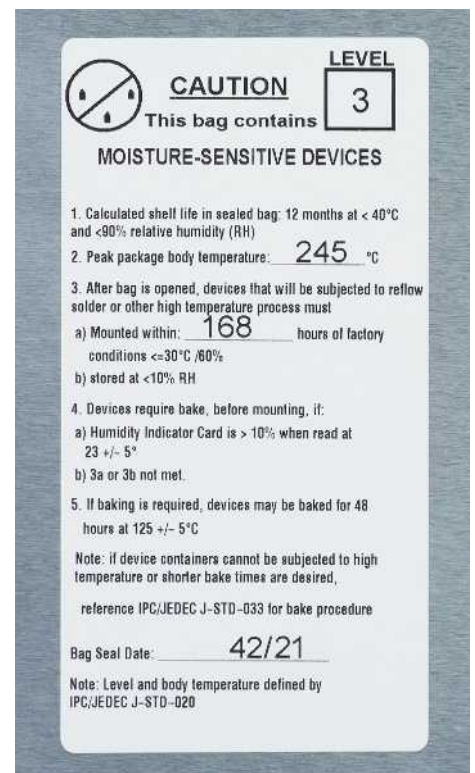 LEVEL
CAUTION
3
This bag contains
MOISTURE-SENSITIVE DEVICES
1. Calculated shelf life in sealed bag: 12 months at < 40°C
and <90% relative humidity (RH)
2. Peak package body temperature: 245 °C
3. After bag is opened, devices that will be subjected to reflow
solder or other high temperature process must
a) Mounted within: 168 hours of factory
conditions <=30°C /60%
b) stored at <10% RH
4. Devices require bake, before mounting, if:
a) Humidity Indicator Card is > 10% when read at
23 +/- 5°
b) 3a or 3b not met.
5. If baking is required, devices may be baked for 48
hours at 125 +/- 5°C
Note: if device containers cannot be subjected to high
temperature or shorter bake times are desired,
reference IPC/JEDEC J-STD-033 for bake procedure
Bag Seal Date: 42/21
Note: Level and body temperature defined by
IPC/JEDEC J-STD-020